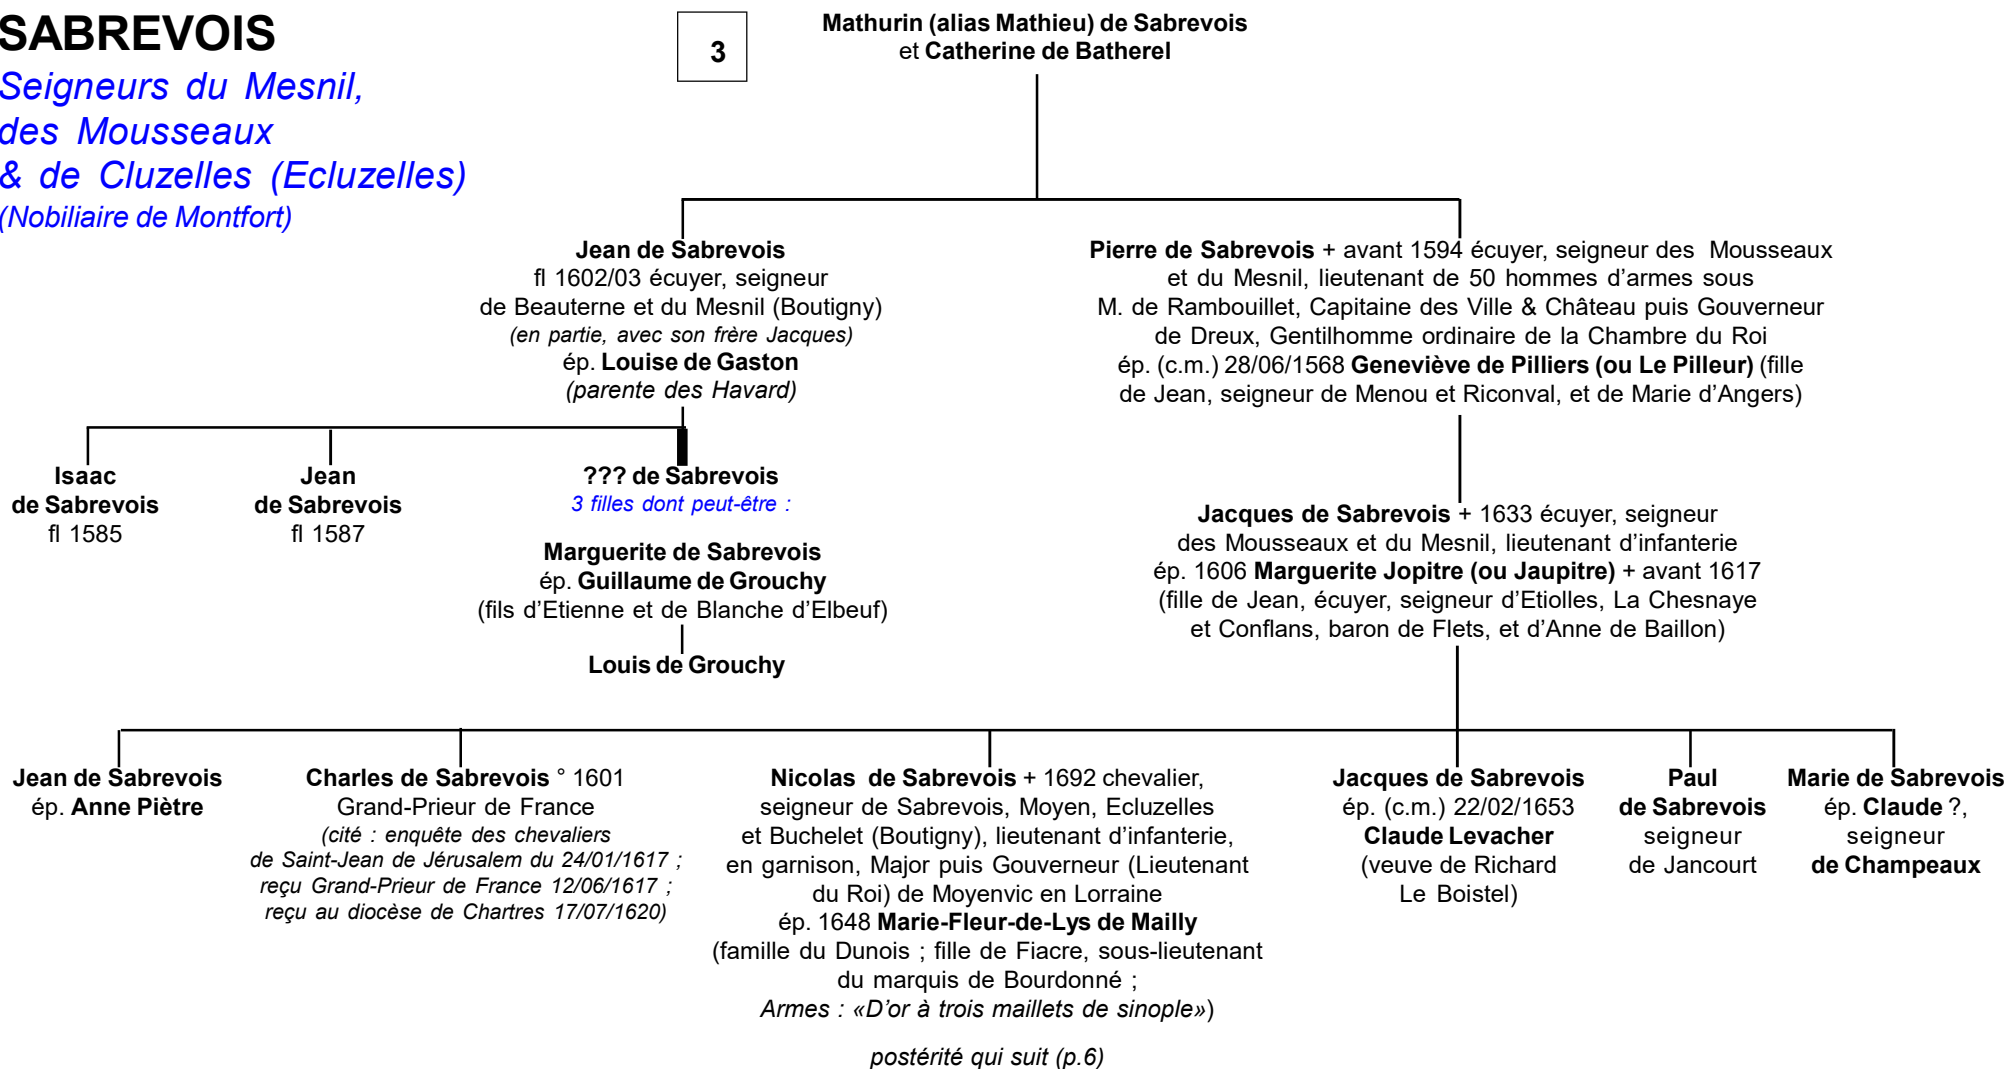 SABREVOIS
Seigneurs du Mesnil,
des Mousseaux
& de Cluzelles (Ecluzelles)
(Nobiliaire de Montfort)
3
Mathurin (alias Mathieu) de Sabrevois
et Catherine de Batherel
Jean de Sabrevois
fl 1602/03 écuyer, seigneur
de Beauterne et du Mesnil (Boutigny)
(en partie, avec son frère Jacques)
ép. Louise de Gaston
(parente des Havard)
Pierre de Sabrevois + avant 1594 écuyer, seigneur des Mousseaux
et du Mesnil, lieutenant de 50 hommes d'armes sous
M. de Rambouillet, Capitaine des Ville & Château puis Gouverneur
de Dreux, Gentilhomme ordinaire de la Chambre du Roi
ép. (c.m.) 28/06/1568 Geneviève de Pilliers (ou Le Pilleur) (fille
de Jean, seigneur de Menou et Riconval, et de Marie d'Angers)
Isaac
de Sabrevois
fl 1585
Jean
de Sabrevois
fl 1587
??? de Sabrevois
3 filles dont peut-être :
Marguerite de Sabrevois
ép. Guillaume de Grouchy
(fils d'Etienne et de Blanche d'Elbeuf)
Louis de Grouchy
Jacques de Sabrevois + 1633 écuyer, seigneur
des Mousseaux et du Mesnil, lieutenant d'infanterie
ép. 1606 Marguerite Jopitre (ou Jaupitre) + avant 1617
(fille de Jean, écuyer, seigneur d'Etiolles, La Chesnaye
et Conflans, baron de Flets, et d'Anne de Baillon)
Jean de Sabrevois
ép. Anne Piètre
Charles de Sabrevois ° 1601
Grand-Prieur de France
(cité : enquête des chevaliers
de Saint-Jean de Jérusalem du 24/01/1617 ;
reçu Grand-Prieur de France 12/06/1617 ;
reçu au diocèse de Chartres 17/07/1620)
Nicolas de Sabrevois + 1692 chevalier,
seigneur de Sabrevois, Moyen, Ecluzelles
et Buchelet (Boutigny), lieutenant d'infanterie,
en garnison, Major puis Gouverneur (Lieutenant
du Roi) de Moyenvic en Lorraine
ép. 1648 Marie-Fleur-de-Lys de Mailly
(famille du Dunois ; fille de Fiacre, sous-lieutenant
du marquis de Bourdonné ;
Armes : «D'or à trois maillets de sinople»)
postérité qui suit (p.6)
Jacques de Sabrevois
ép. (c.m.) 22/02/1653
Claude Levacher
(veuve de Richard
Le Boistel)
Paul
de Sabrevois
seigneur
de Jancourt
Marie de Sabrevois
ép. Claude ?,
seigneur
de Champeaux